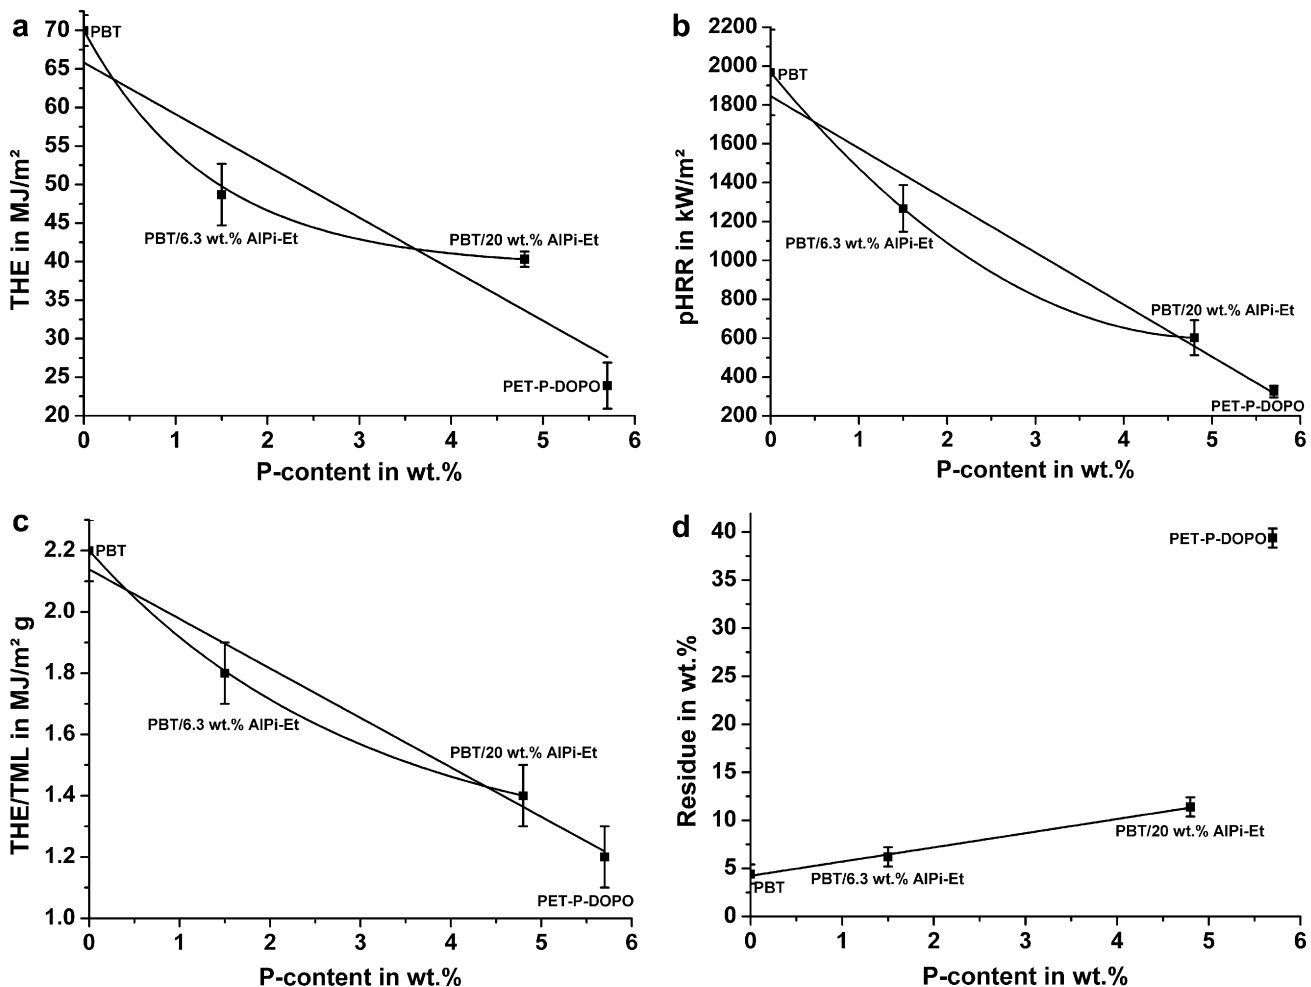 a
THE in MJ/m²
70
65
60
55
50
45
40
35
30
25
20
PBT
PBT/6.3 wt.% AlPi-Et
PBT/20 wt.% AlPi-Et
PET-P-DOPO
0 1 2 3 4 5 6
P-content in wt.%
b
pHRR in kW/m²
2200
2000
1800
1600
1400
1200
1000
800
600
400
200
PBT
PBT/6.3 wt.% AlPi-Et
PBT/20 wt.% AlPi-Et
PET-P-DOPO
0 1 2 3 4 5 6
P-content in wt.%
c
THE/TML in MJ/m² g
2.2
2.0
1.8
1.6
1.4
1.2
1.0
PBT
PBT/6.3 wt.% AlPi-Et
PBT/20 wt.% AlPi-Et
PET-P-DOPO
0 1 2 3 4 5 6
P-content in wt.%
d
Residue in wt.%
40
35
30
25
20
15
10
5
0
PET-P-DOPO
PBT/20 wt.% AlPi-Et
PBT/6.3 wt.% AlPi-Et
PBT
0 1 2 3 4 5 6
P-content in wt.%